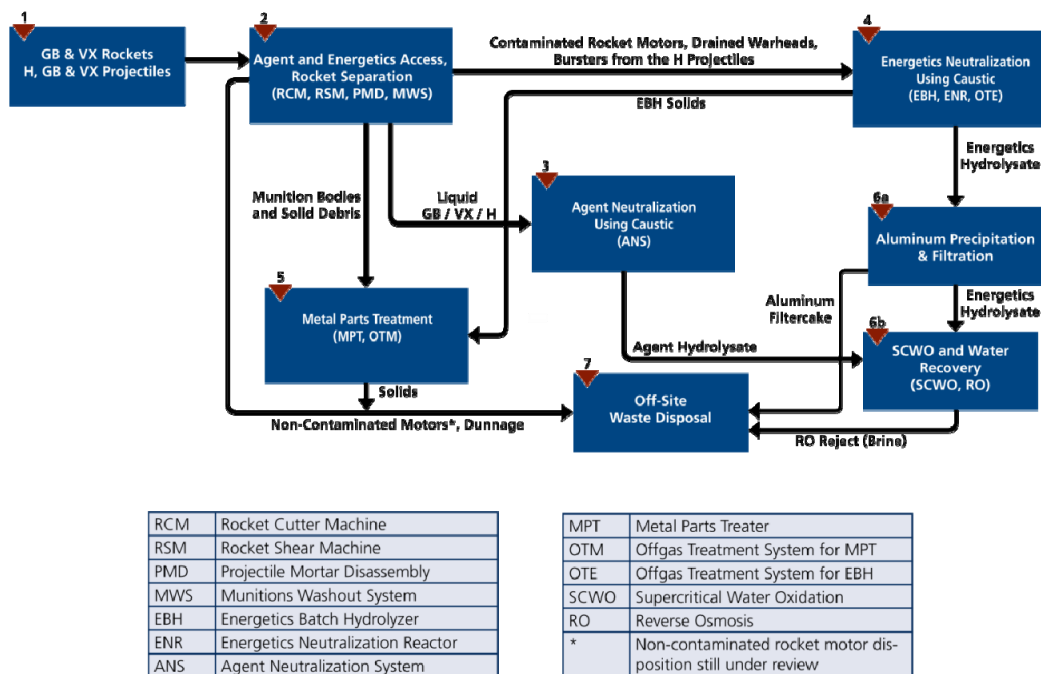 1
GB & VX Rockets
H, GB & VX Projectiles
2
Agent and Energetics Access,
Rocket Separation
(RCM, RSM, PMD, MWS)
Contaminated Rocket Motors, Drained Warheads,
Bursters from the H Projectiles
4
Energetics Neutralization
Using Caustic
(EBH, ENR, OTE)
EBH Solids
Energetics
Hydrolysate
Munition Bodies
and Solid Debris
Liquid
GB / VX / H
3
Agent Neutralization
Using Caustic
(ANS)
6a
Aluminum Precipitation
& Filtration
5
Metal Parts Treatment
(MPT, OTM)
Aluminum
Filtercake
Energetics
Hydrolysate
Agent Hydrolysate
6b
SCWO and Water
Recovery
(SCWO, RO)
Solids
7
Off-Site
Waste Disposal
Non-Contaminated Motors*, Dunnage
RO Reject (Brine)
RCM Rocket Cutter Machine
RSM Rocket Shear Machine
PMD Projectile Mortar Disassembly
MWS Munitions Washout System
EBH Energetics Batch Hydrolyzer
ENR Energetics Neutralization Reactor
ANS Agent Neutralization System
MPT Metal Parts Treater
OTM Offgas Treatment System for MPT
OTE Offgas Treatment System for EBH
SCWO Supercritical Water Oxidation
RO Reverse Osmosis
* Non-contaminated rocket motor dis-
position still under review